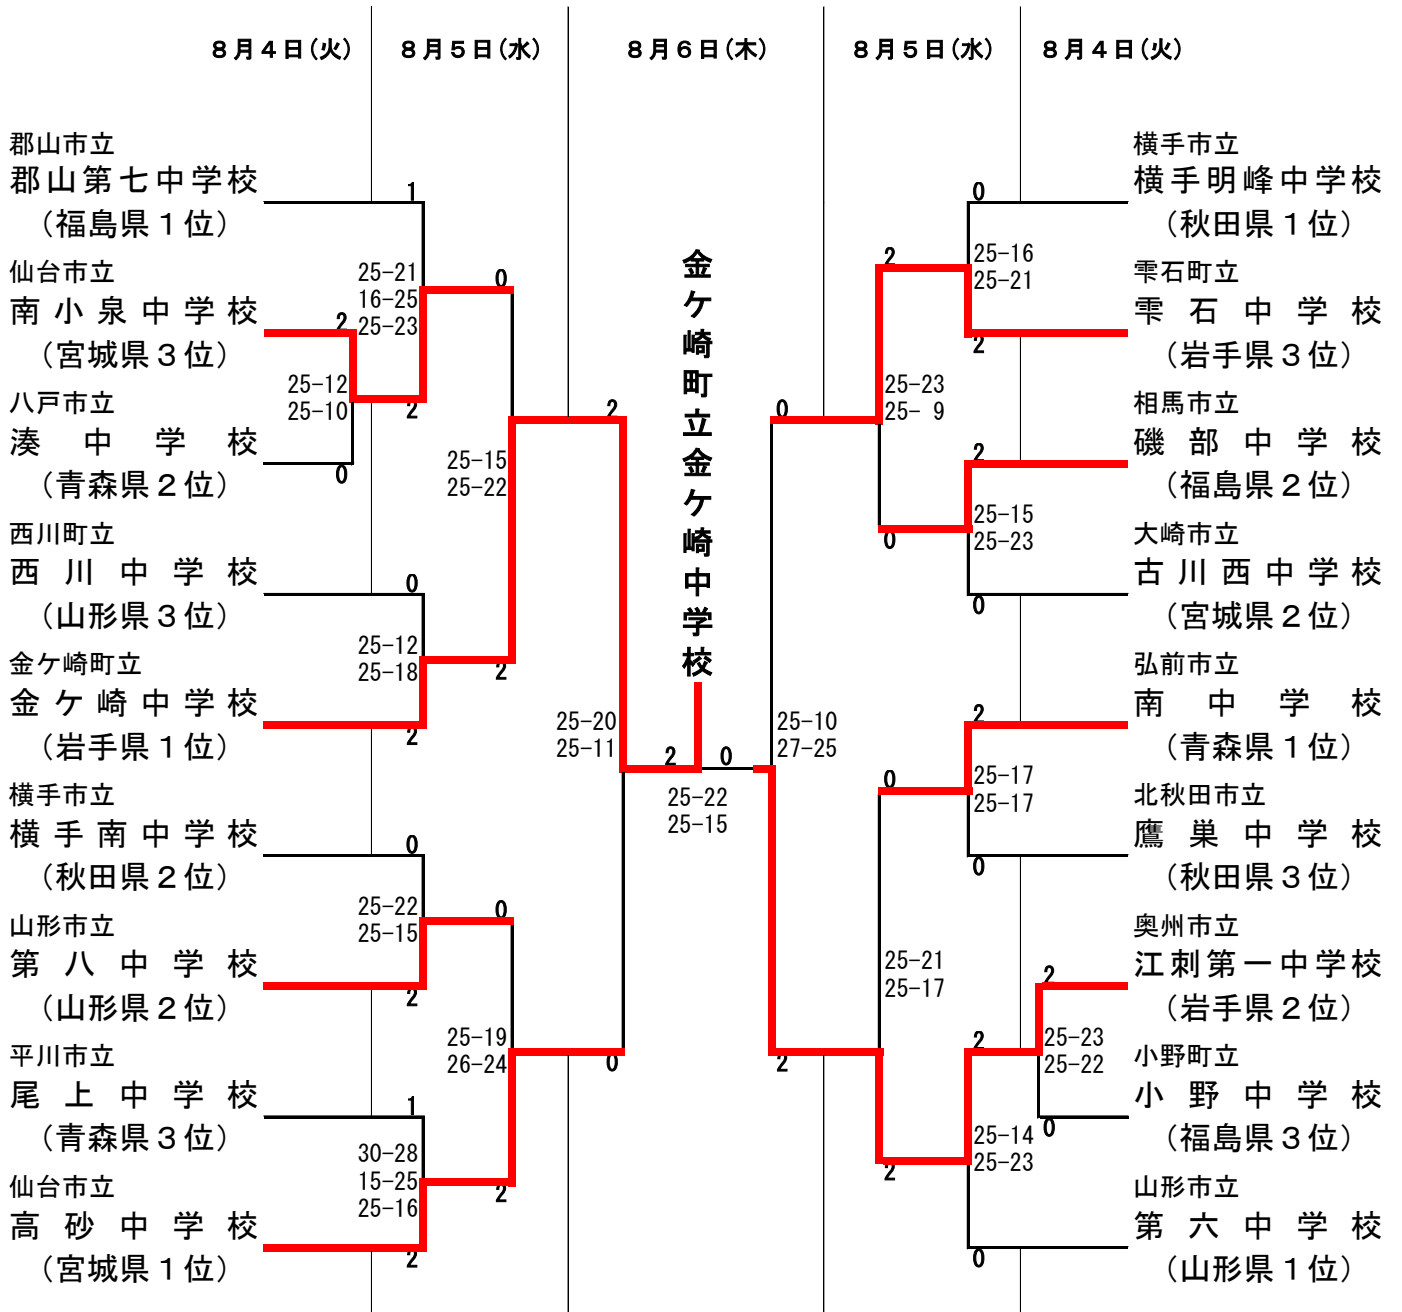 ８月４日(火)
８月５日(水)
８月６日(木)
８月５日(水)
８月４日(火)
郡山市立
郡山第七中学校
（福島県１位）
1
仙台市立
南小泉中学校
（宮城県３位）
2
25-21
16-25
25-23
0
八戸市立
湊中学校
（青森県２位）
25-12
25-10
0
2
西川町立
西川中学校
（山形県３位）
0
25-15
25-22
2
金ケ崎町立
金ケ崎中学校
（岩手県１位）
25-12
25-18
2
2
横手市立
横手南中学校
（秋田県２位）
0
25-20
25-11
山形市立
第八中学校
（山形県２位）
25-22
25-15
2
0
平川市立
尾上中学校
（青森県３位）
1
25-19
26-24
0
仙台市立
高砂中学校
（宮城県１位）
30-28
15-25
25-16
2
2
金ケ崎町立金ケ崎中学校
2
0
25-22
25-15
横手市立
横手明峰中学校
（秋田県１位）
0
雫石町立
雫石中学校
（岩手県３位）
25-16
25-21
2
2
相馬市立
磯部中学校
（福島県２位）
2
25-23
25- 9
0
大崎市立
古川西中学校
（宮城県２位）
25-15
25-23
0
0
弘前市立
南中学校
（青森県１位）
2
25-10
27-25
北秋田市立
鷹巣中学校
（秋田県３位）
25-17
25-17
0
0
奥州市立
江刺第一中学校
（岩手県２位）
2
25-21
25-17
2
小野町立
小野中学校
（福島県３位）
25-23
25-22
0
2
山形市立
第六中学校
（山形県１位）
25-14
25-23
2
0